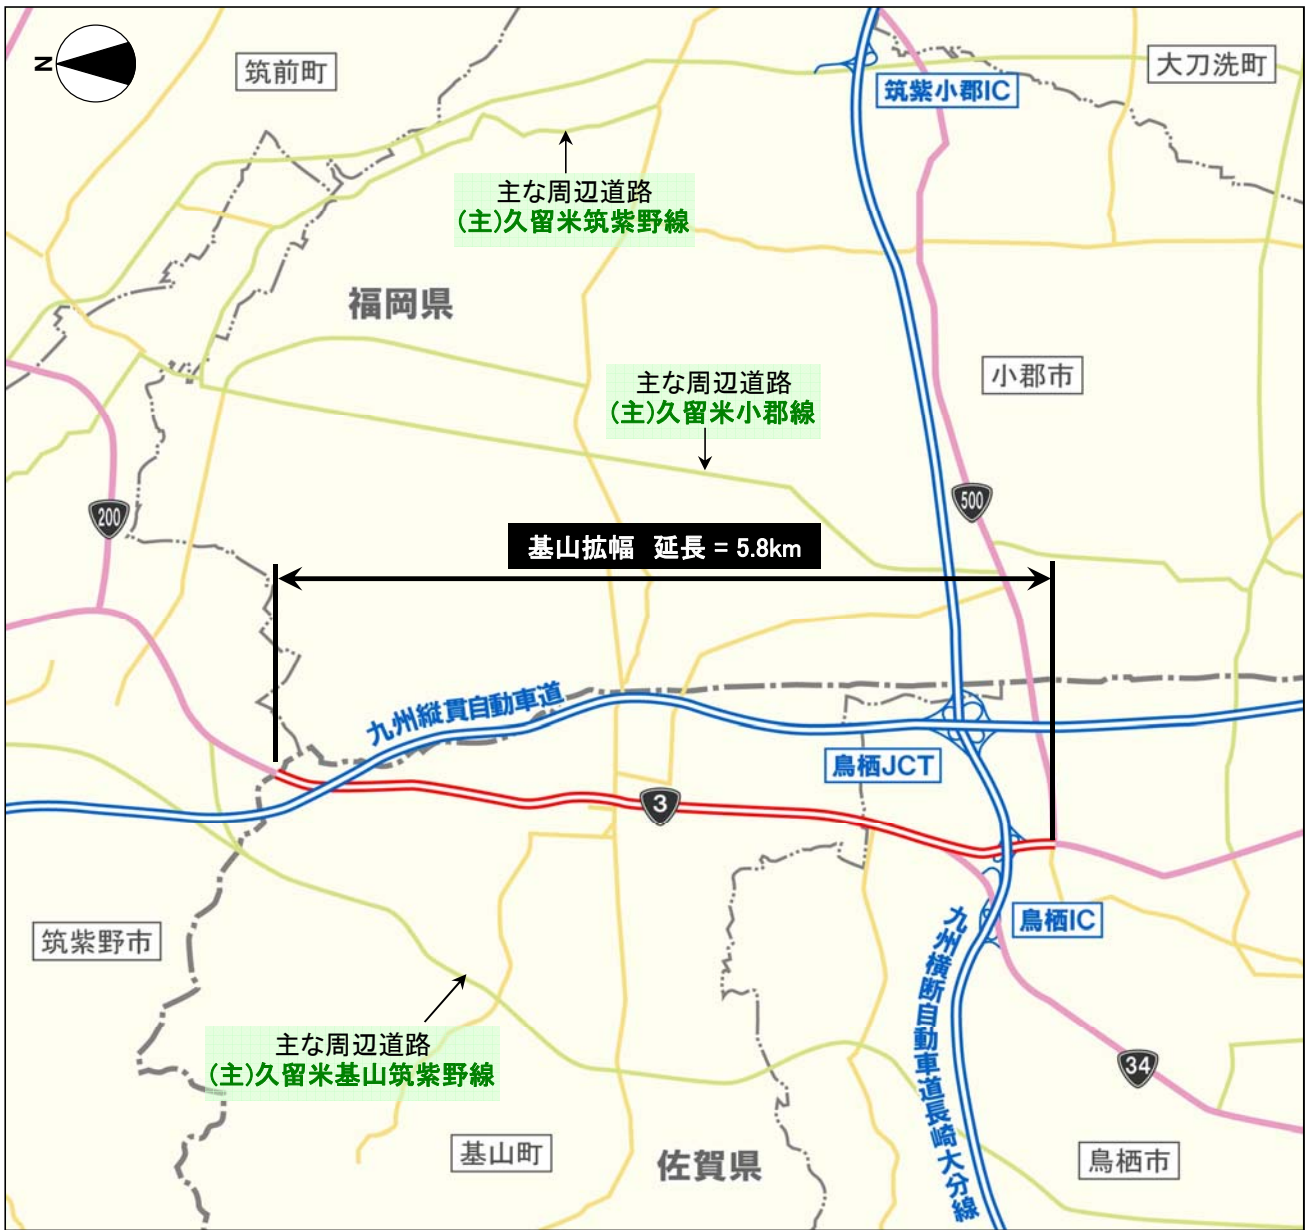 N
筑前町
大刀洗町
筑紫小郡IC
主な周辺道路
(主)久留米筑紫野線
福岡県
小郡市
主な周辺道路
(主)久留米小郡線
200
500
基山拡幅 延長 = 5.8km
九州縦貫自動車道
鳥栖JCT
3
筑紫野市
鳥栖IC
九州横断自動車道長崎大分線
主な周辺道路
(主)久留米基山筑紫野線
34
基山町
佐賀県
鳥栖市